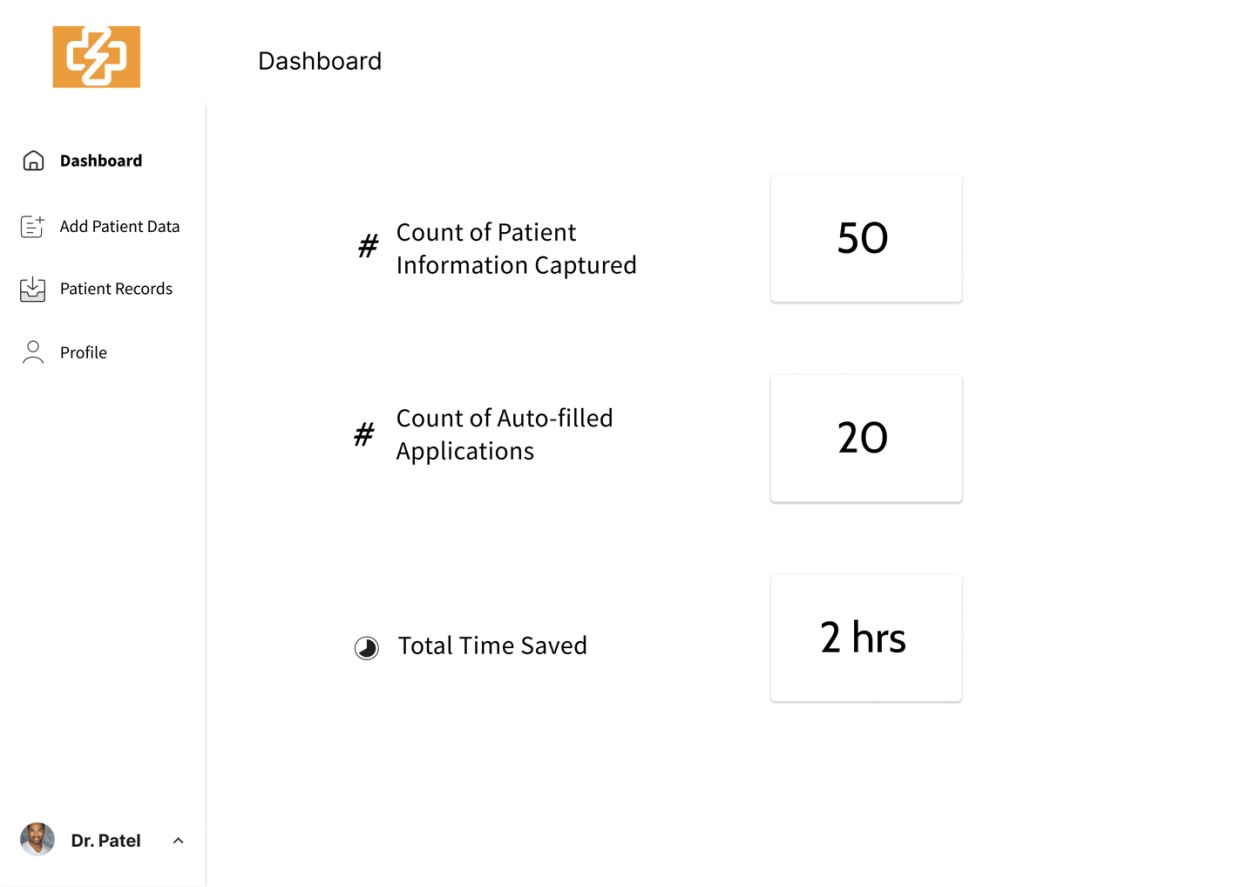 Dashboard
Dashboard
Add Patient Data
Patient Records
Profile
# Count of Patient
Information Captured
50
# Count of Auto-filled
Applications
20
Total Time Saved
2 hrs
Dr. Patel